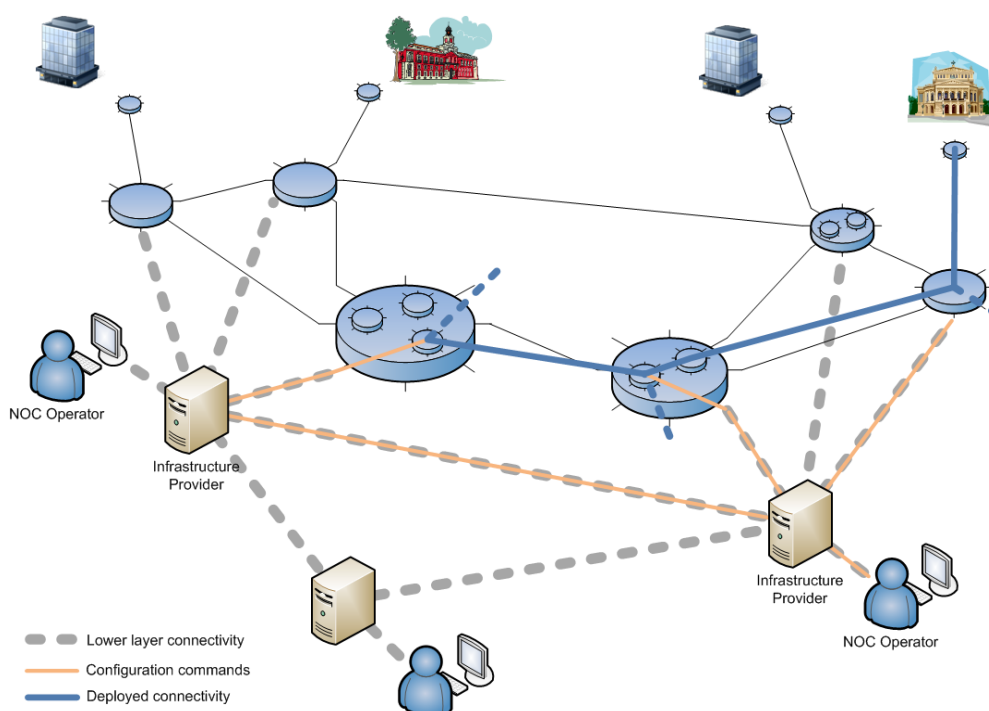 NOC Operator
Infrastructure
Provider
Infrastructure
Provider
NOC Operator
Lower layer connectivity
Configuration commands
Deployed connectivity